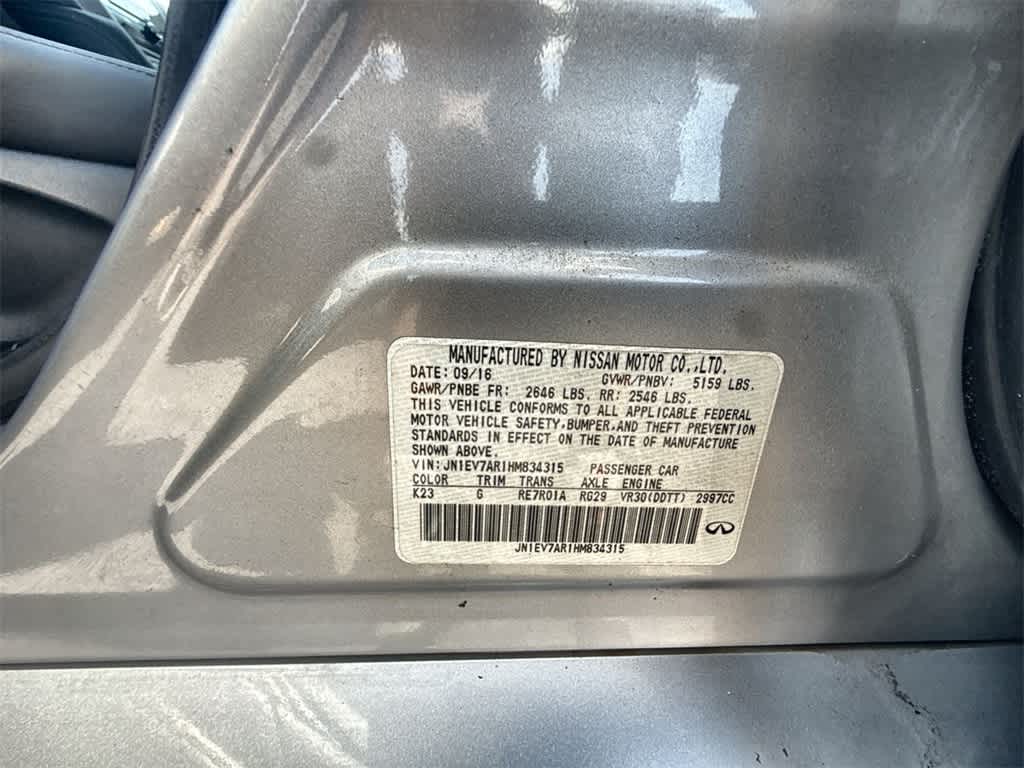 MANUFACTURED BY NISSAN MOTOR CO.,LTD.
DATE: 09/16 GVWR/PNBV: 5159 LBS.
GAWR/PNBE FR: 2646 LBS. RR: 2546 LBS.
THIS VEHICLE CONFORMS TO ALL APPLICABLE FEDERAL
MOTOR VEHICLE SAFETY,BUMPER,AND THEFT PREVENTION
STANDARDS IN EFFECT ON THE DATE OF MANUFACTURE
SHOWN ABOVE.
VIN:JN1EV7AR1HM834315 PASSENGER CAR
COLOR TRIM TRANS AXLE ENGINE
K23 G RE7R01A RG29 VR30(DDTT) 2997CC
JN1EV7AR1HM834315